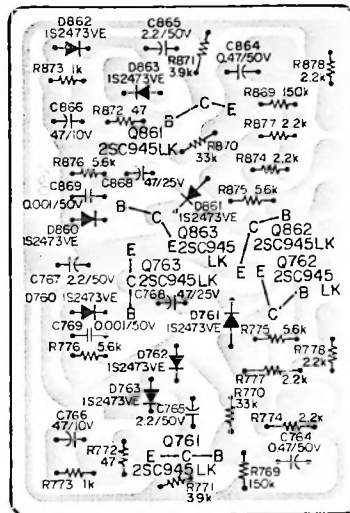 D862
1S2473VE
C865
2.2/50V
R871
3.9k
C864
0.47/50V
R878
2.2k
R873 1k
D863
1S2473VE
R869 150k
C866
47/10V
R872 47
B C E
Q861
2SC945LK
R877 2.2k
R870
33k
R876 5.6k
C868 47/25V
R874 2.2k
C869
0.001/50V
D861
1S2473VE
R875 5.6k
D860
1S2473VE
B C E
Q863
2SC945
LK
B C E
Q862
2SC945LK
C767 2.2/50V
E C B
Q763
2SC945LK
Q762
2SC945
LK
E C B
D760 1S2473VE
C768 47/25V
D761
1S2473VE
C769 0.001/50V
R776 5.6k
R775 5.6k
D762
1S2473VE
R778
2.2k
R777 2.2k
D763
1S2473VE
C765
2.2/50V
R770
33k
C766
47/10V
R774 2.2k
Q761
E C B
2SC945LK
R772
47
C764
0.47/50V
R773 1k
R771
3.9k
R769
150k